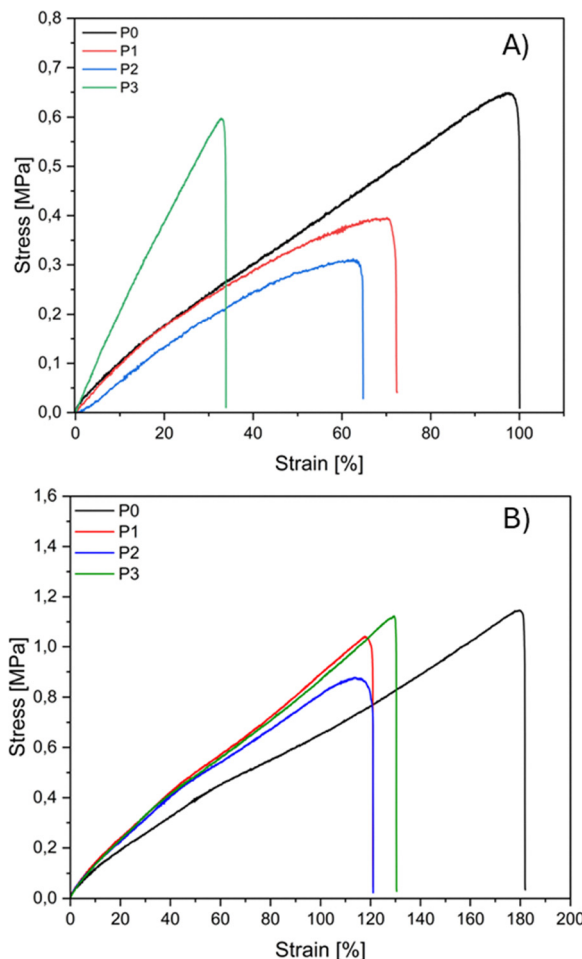 A)
P0
P1
P2
P3
Stress [MPa]
0,8
0,7
0,6
0,5
0,4
0,3
0,2
0,1
0,0
0 20 40 60 80 100
Strain [%]
B)
P0
P1
P2
P3
Stress [MPa]
1,6
1,4
1,2
1,0
0,8
0,6
0,4
0,2
0,0
0 20 40 60 80 100 120 140 160 180 200
Strain [%]